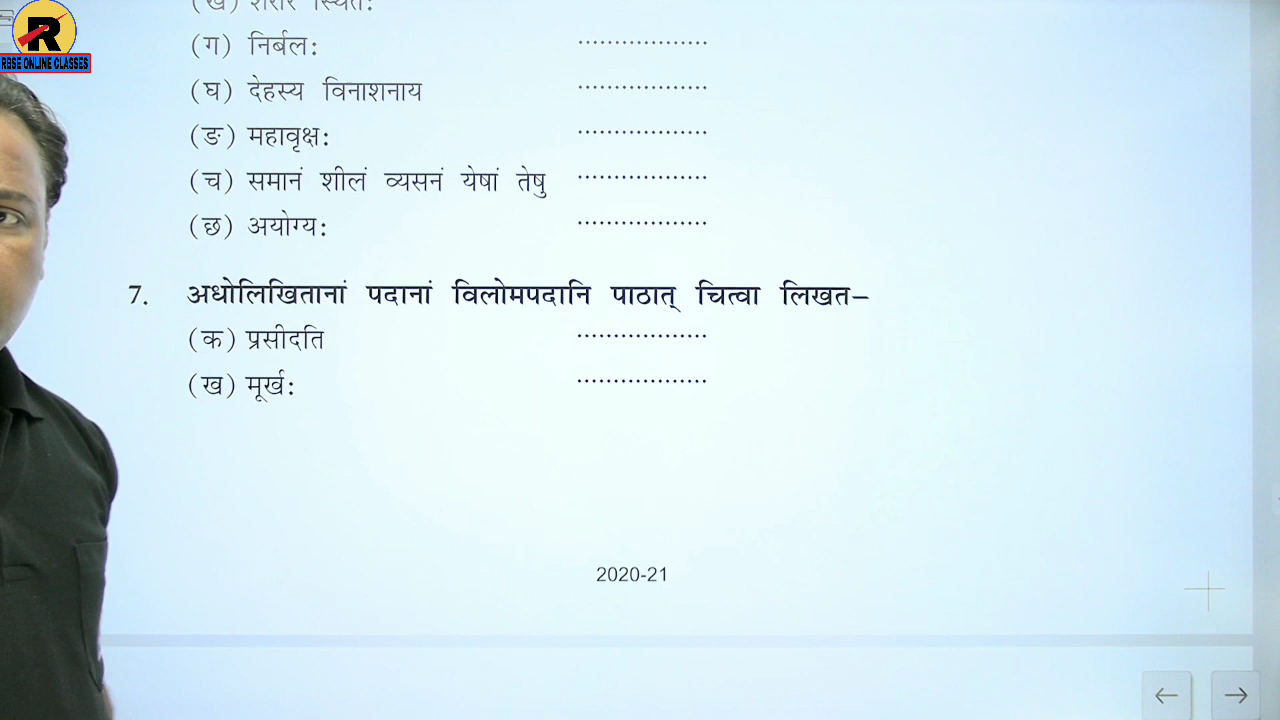 (ख) शरीर स्थित:
R
RBSE ONLINE CLASSES
(ग) निर्बल: ..................
(घ) देहस्य विनाशनाय ..................
(ङ) महावृक्ष: ..................
(च) समानं शीलं व्यसनं येषां तेषु ..................
(छ) अयोग्य: ..................
7. अधोलिखितानां पदानां विलोमपदानि पाठात् चित्वा लिखत–
(क) प्रसीदति ..................
(ख) मूर्ख: ..................
2020-21